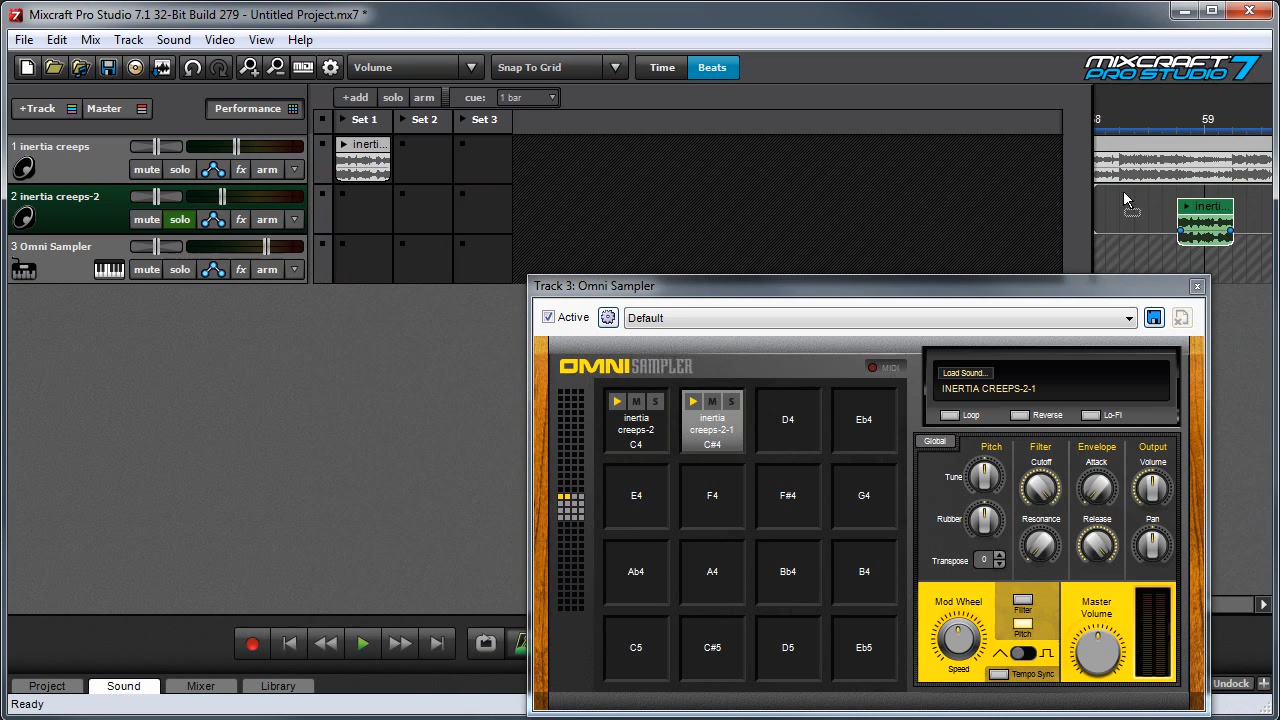 Mixcraft Pro Studio 7.1 32-Bit Build 279 - Untitled Project.mx7 *
File Edit Mix Track Sound Video View Help
Volume Snap To Grid Time Beats
MIXCRAFT PRO STUDIO 7
+Track Master Performance
+add solo arm cue: 1 bar
Set 1 Set 2 Set 3
59
1 inertia creeps
mute solo fx arm
inerti...
2 inertia creeps-2
mute solo fx arm
inerti...
3 Omni Sampler
mute solo fx arm
Track 3: Omni Sampler
Active Default
OMNI SAMPLER
MIDI
Load Sound...
INERTIA CREEPS-2-1
Loop Reverse Lo-Fi
M S
inertia creeps-2
C4
M S
inertia creeps-2-1
C#4
D4
Eb4
E4
F4
F#4
G4
Ab4
A4
Bb4
B4
C5
C#5
D5
Eb5
Global
Pitch Filter Envelope Output
Tune Cutoff Attack Volume
Rubber Resonance Release Pan
Transpose 0
Mod Wheel
Speed
Filter
Pitch
Tempo Sync
Master Volume
Project Sound Mixer Library
Undock
Ready